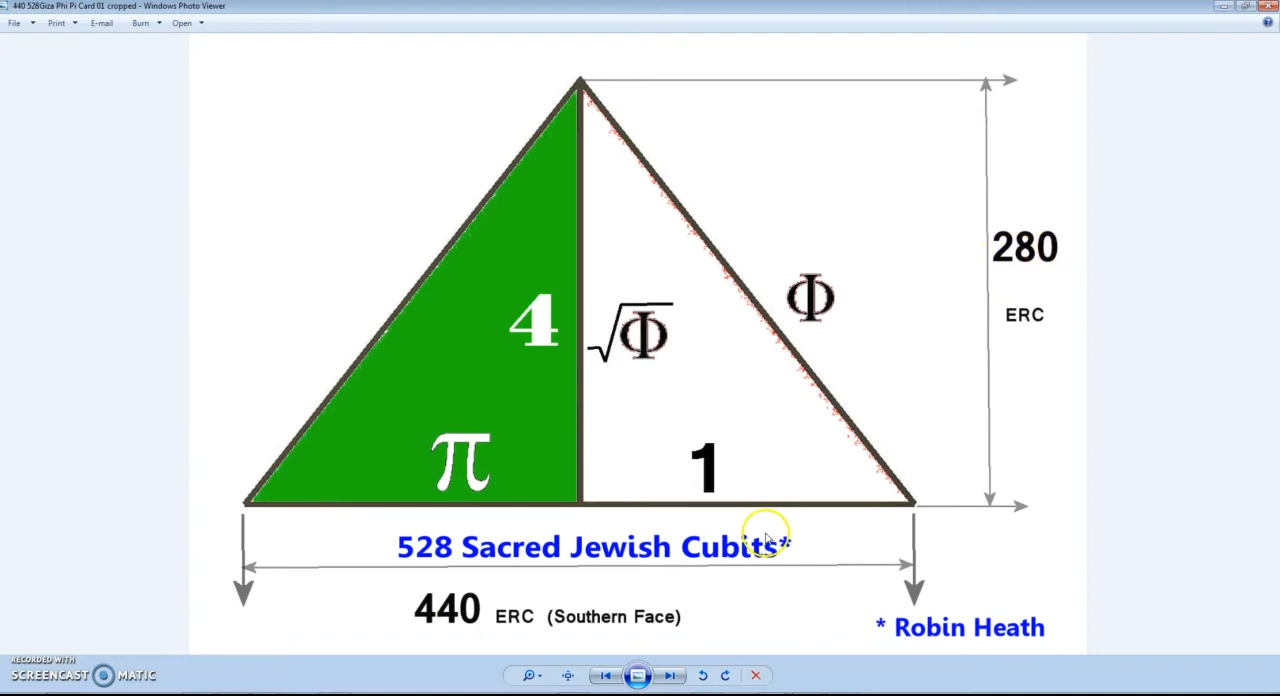 440 528Giza Phi Pi Card 01 cropped - Windows Photo Viewer
File Print E-mail Burn Open
280
ERC
Φ
4 √Φ
π 1
528 Sacred Jewish Cubits*
440 ERC (Southern Face)
* Robin Heath
RECORDED WITH
SCREENCAST MATIC